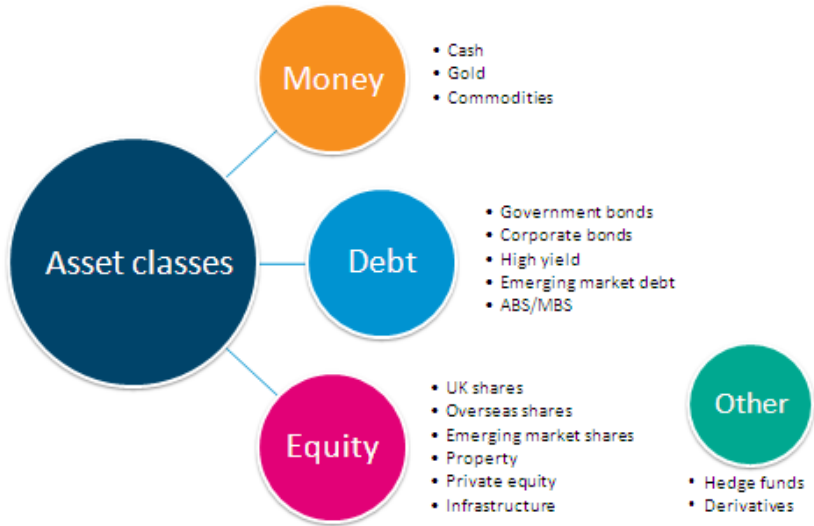 Money
• Cash
• Gold
• Commodities
Asset classes
Debt
• Government bonds
• Corporate bonds
• High yield
• Emerging market debt
• ABS/MBS
Equity
• UK shares
• Overseas shares
• Emerging market shares
• Property
• Private equity
• Infrastructure
Other
• Hedge funds
• Derivatives